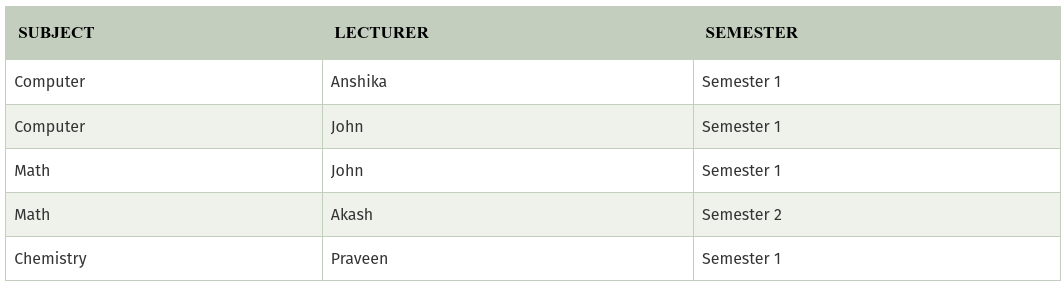 SUBJECT LECTURER SEMESTER
Computer Anshika Semester 1
Computer John Semester 1
Math John Semester 1
Math Akash Semester 2
Chemistry Praveen Semester 1